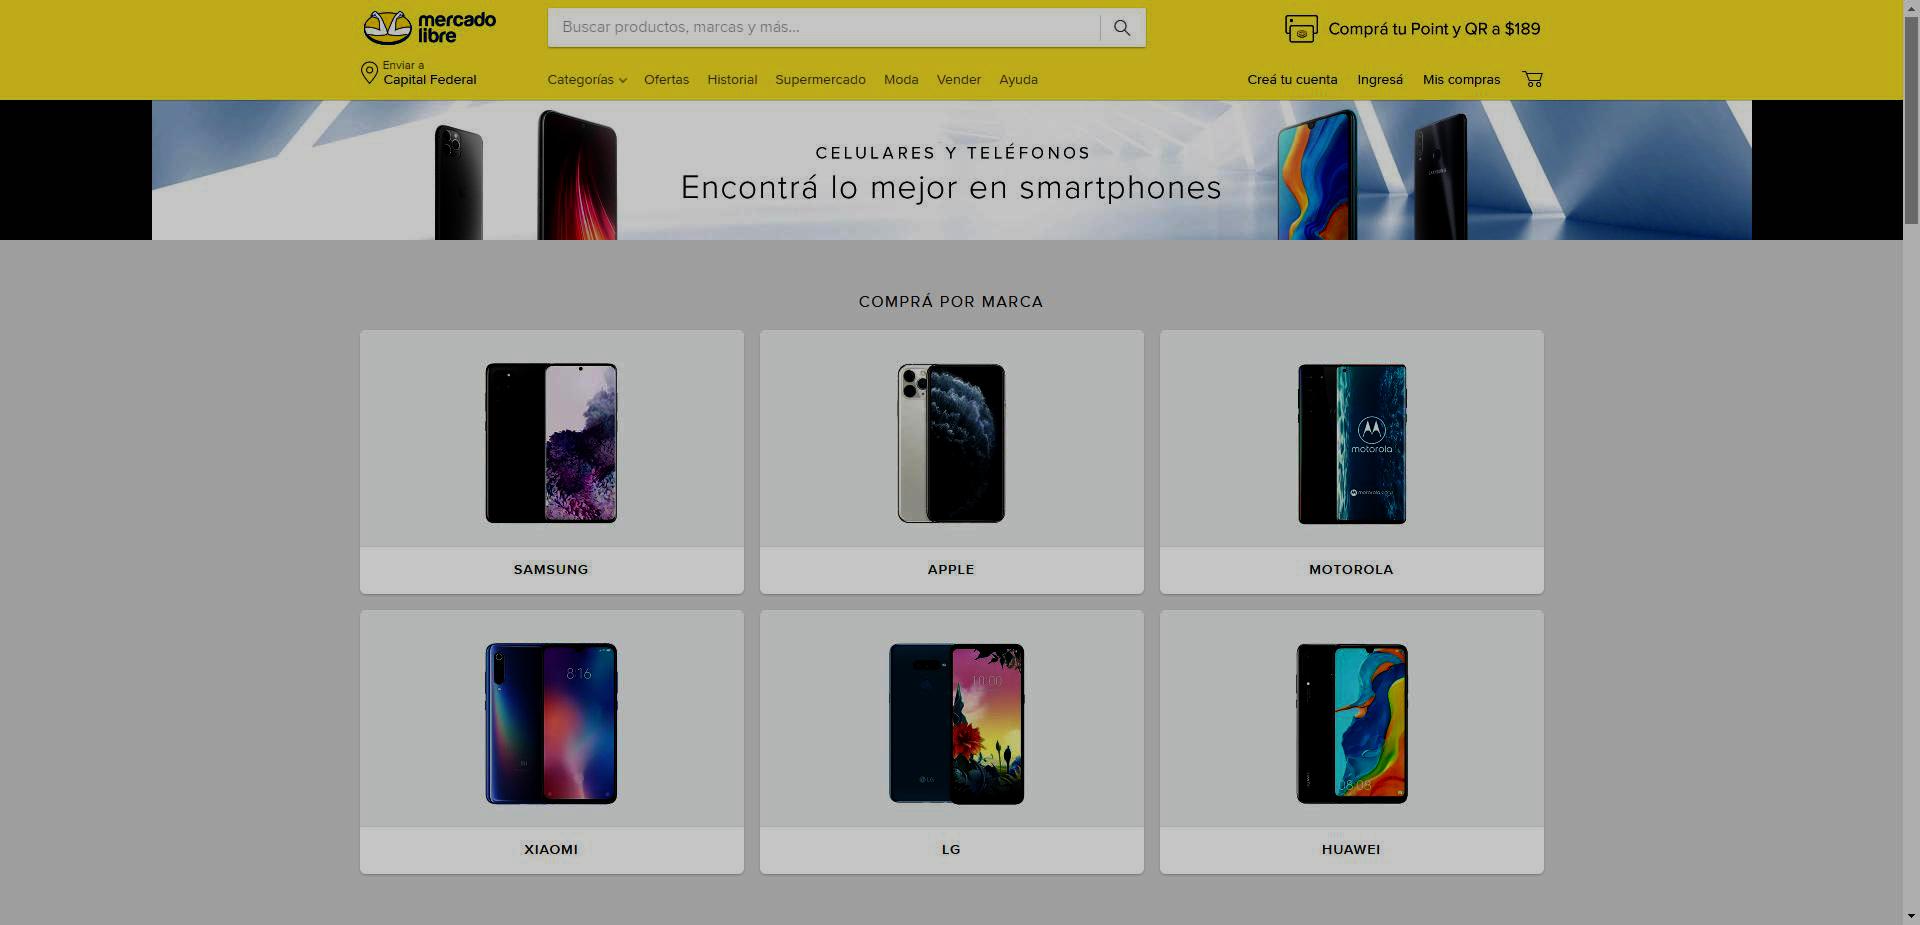 mercado
libre
Buscar productos, marcas y más...
Comprá tu Point y QR a $189
Enviar a
Capital Federal
Categorías
Ofertas
Historial
Supermercado
Moda
Vender
Ayuda
Creá tu cuenta
Ingresá
Mis compras
CELULARES Y TELÉFONOS
Encontrá lo mejor en smartphones
SAMSUNG
COMPRÁ POR MARCA
motorola
SAMSUNG
APPLE
MOTOROLA
8:16
10:00
LG
08:08
XIAOMI
LG
HUAWEI